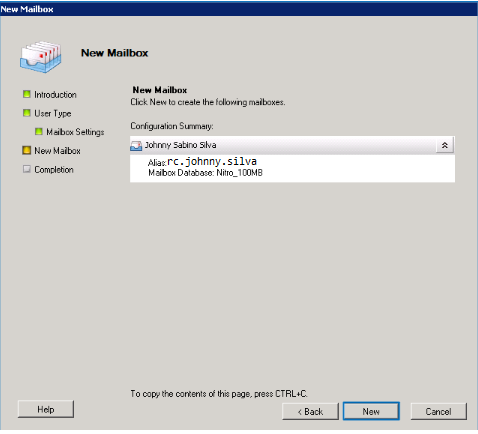 New Mailbox
New Mailbox
Introduction
User Type
Mailbox Settings
New Mailbox
Completion
New Mailbox
Click New to create the following mailboxes.
Configuration Summary:
Johnny Sabino Silva
Alias: rc.johnny.silva
Mailbox Database: Nitro_100MB
To copy the contents of this page, press CTRL+C.
Help
< Back
New
Cancel